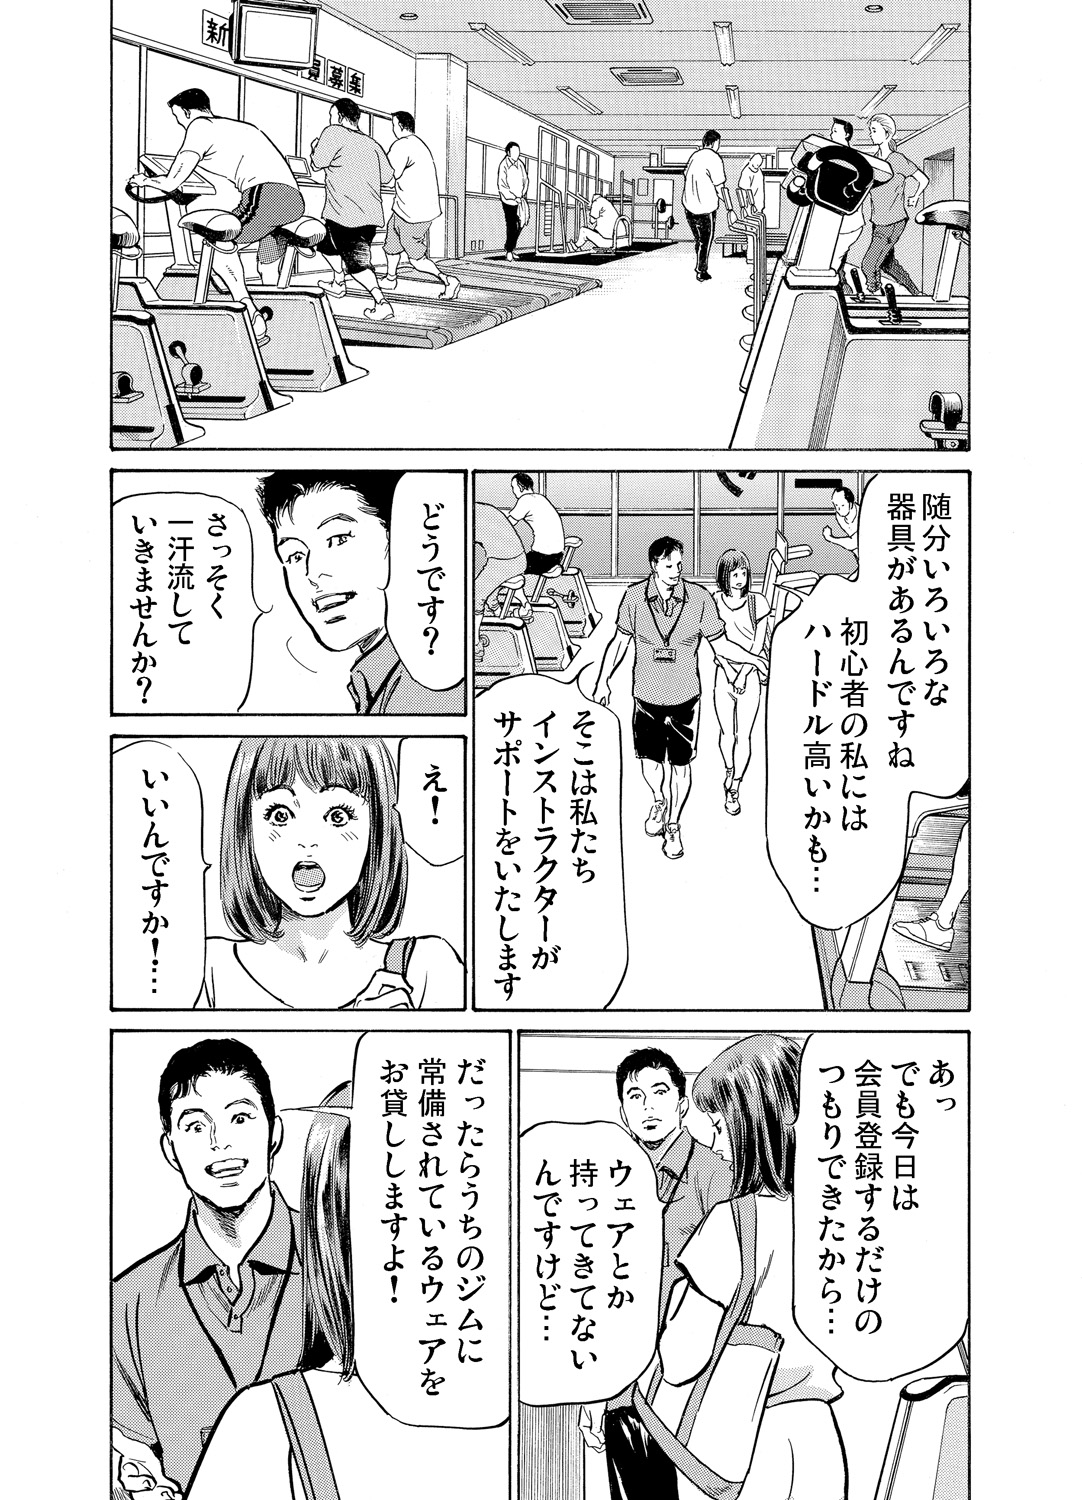 新
員募集
随分いろいろな
器具があるんですね
初心者の私には
ハードル高いかも…
そこは私たち
インストラクターが
サポートをいたします
どうです？
さっそく
一汗流して
いきませんか？
え！
いいんですか！…
あっ
でも今日は
会員登録するだけの
つもりできたから…
ウェアとか
持ってきてない
んですけど…
だったらうちのジムに
常備されているウェアを
お貸ししますよ！